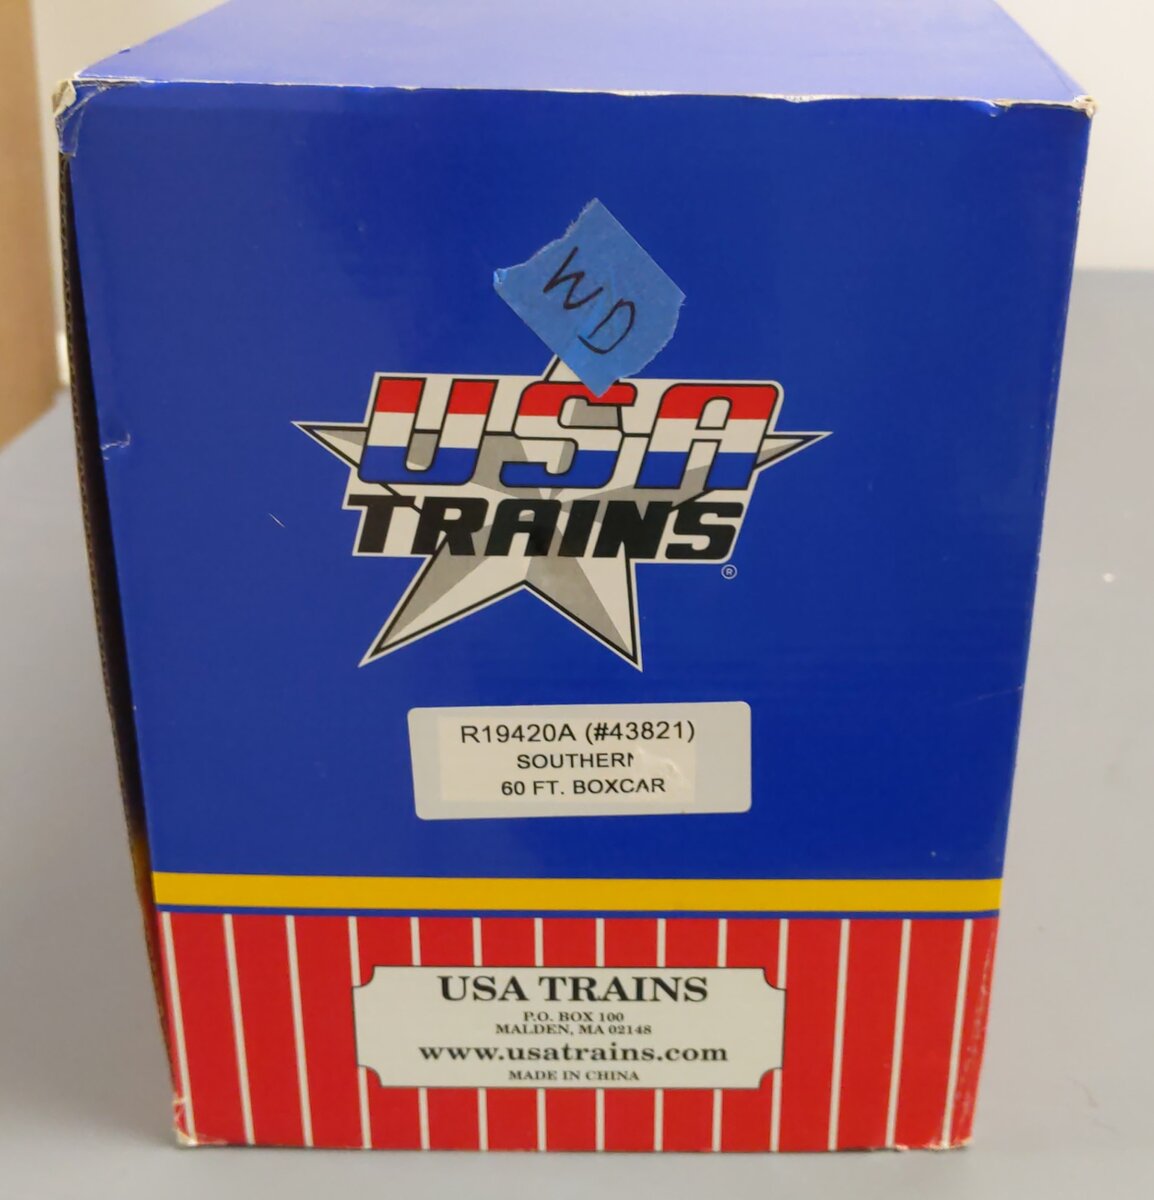 WD
USA
TRAINS
®
R19420A (#43821)
SOUTHERN
60 FT. BOXCAR
USA TRAINS
P.O. BOX 100
MALDEN, MA 02148
www.usatrains.com
MADE IN CHINA